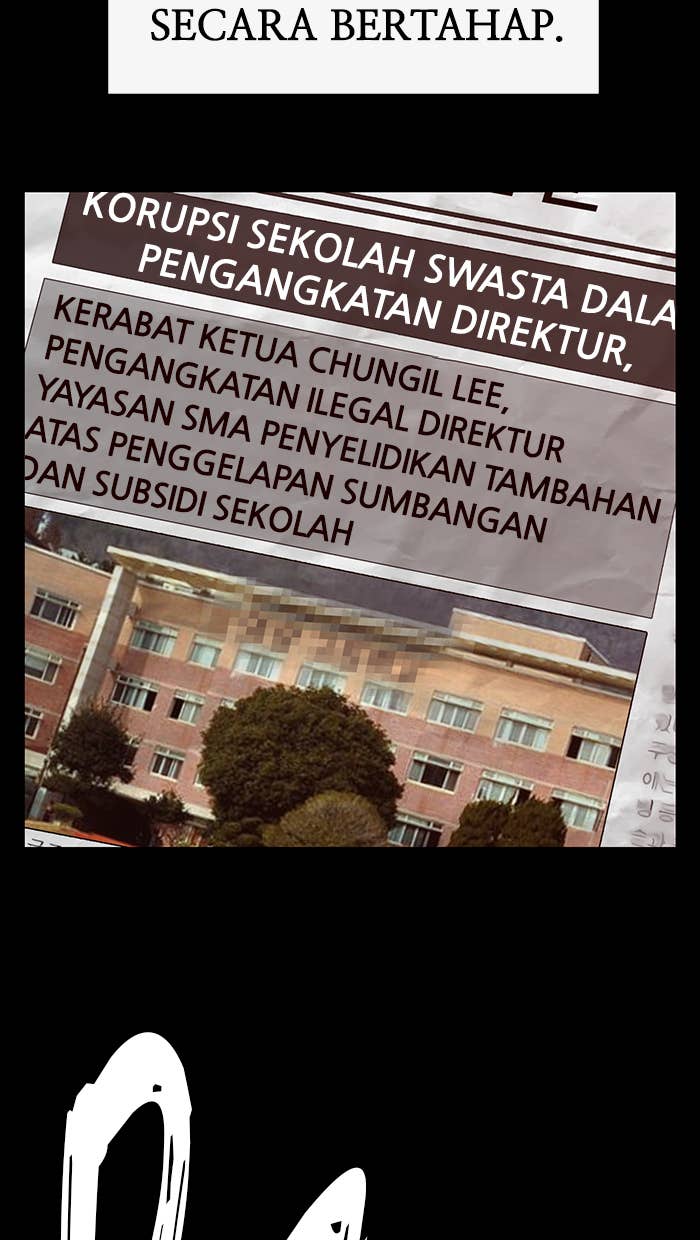 SECARA BERTAHAP.
KORUPSI SEKOLAH SWASTA DALA
PENGANGKATAN DIREKTUR,
KERABAT KETUA CHUNGIL LEE,
PENGANGKATAN ILEGAL DIREKTUR
YAYASAN SMA PENYELIDIKAN TAMBAHAN
ATAS PENGGELAPAN SUMBANGAN
DAN SUBSIDI SEKOLAH